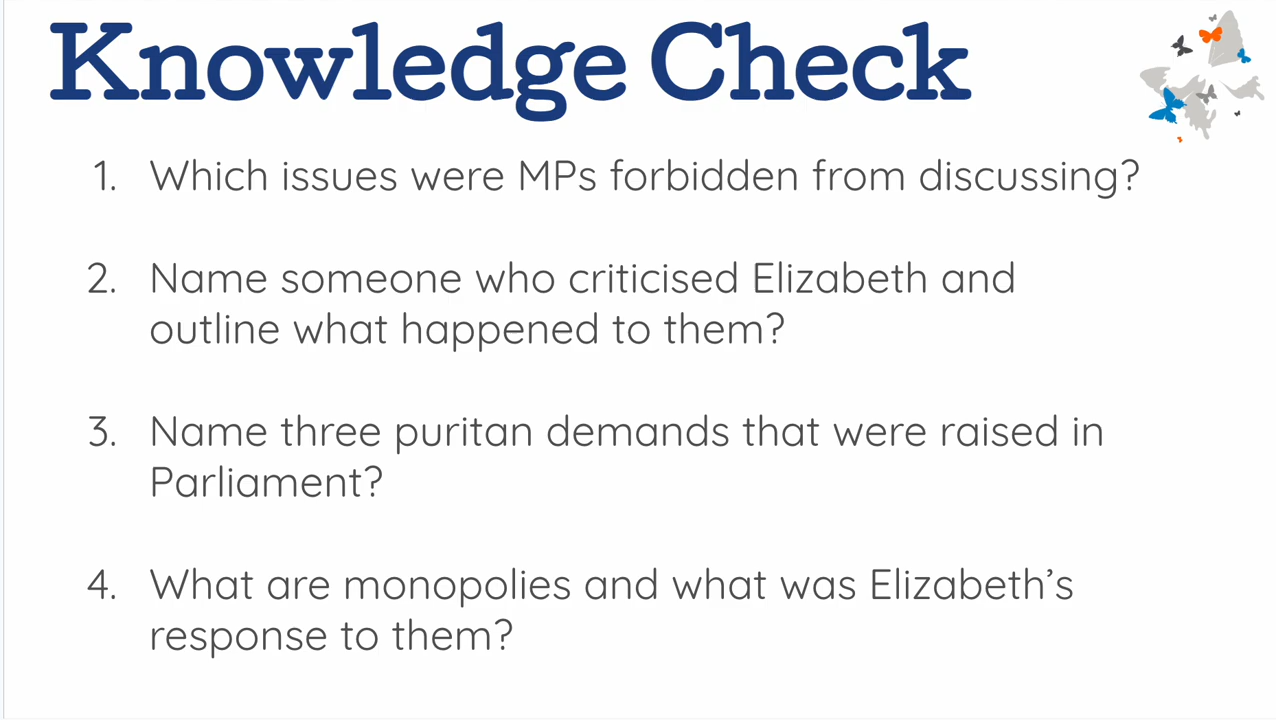 Knowledge Check
1. Which issues were MPs forbidden from discussing?
2. Name someone who criticised Elizabeth and
outline what happened to them?
3. Name three puritan demands that were raised in
Parliament?
4. What are monopolies and what was Elizabeth’s
response to them?